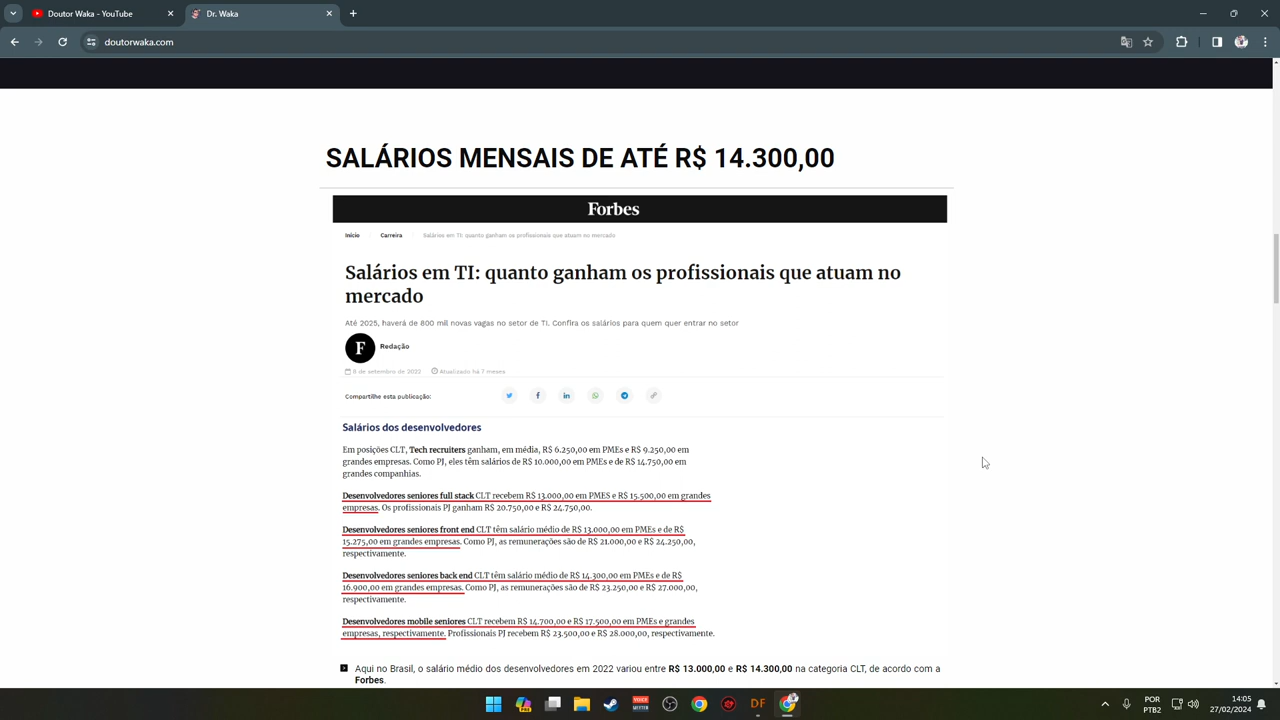 Doutor Waka - YouTube
Dr. Waka
doutorwaka.com
SALÁRIOS MENSAIS DE ATÉ R$ 14.300,00
Forbes
Início
Carreira
Salários em TI: quanto ganham os profissionais que atuam no mercado
Salários em TI: quanto ganham os profissionais que atuam no
mercado
Até 2025, haverá de 800 mil novas vagas no setor de TI. Confira os salários para quem quer entrar no setor
F
Redação
8 de setembro de 2022
Atualizado há 7 meses
Compartilhe esta publicação:
Salários dos desenvolvedores
Em posições CLT, Tech recruiters ganham, em média, R$ 6.250,00 em PMEs e R$ 9.250,00 em
grandes empresas. Como PJ, eles têm salários de R$ 10.000,00 em PMEs e de R$ 14.750,00 em
grandes companhias.
Desenvolvedores seniores full stack CLT recebem R$ 13.000,00 em PMES e R$ 15.500,00 em grandes
empresas. Os profissionais PJ ganham R$ 20.750,00 e R$ 24.750,00.
Desenvolvedores seniores front end CLT têm salário médio de R$ 13.000,00 em PMEs e de R$
15.275,00 em grandes empresas. Como PJ, as remunerações são de R$ 21.000,00 e R$ 24.250,00,
respectivamente.
Desenvolvedores seniores back end CLT têm salário médio de R$ 14.300,00 em PMEs e de R$
16.900,00 em grandes empresas. Como PJ, as remunerações são de R$ 23.250,00 e R$ 27.000,00,
respectivamente.
Desenvolvedores mobile seniores CLT recebem R$ 14.700,00 e R$ 17.500,00 em PMEs e grandes
empresas, respectivamente. Profissionais PJ recebem R$ 23.500,00 e R$ 28.000,00, respectivamente.
Aqui no Brasil, o salário médio dos desenvolvedores em 2022 variou entre R$ 13.000,00 e R$ 14.300,00 na categoria CLT, de acordo com a
Forbes.
PRE
VOICE
MEETER
DF
POR
PTB2
14:05
27/02/2024